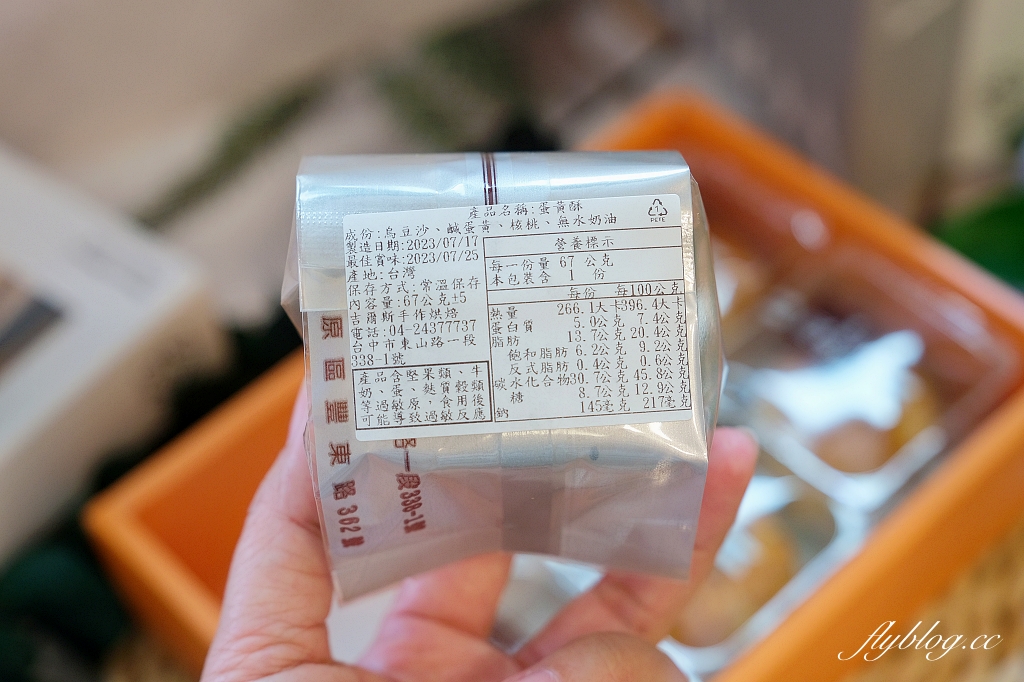 產品名稱:蛋黃酥
成份:烏豆沙、鹹蛋黃、核桃、無水奶油
製造日期:2023/07/17
最佳賞味:2023/07/25
產地:台灣
保存方式:常溫保存
內容量:67公克±5
吉爾斯手作烘焙
電話:04-24377737
台中市東山路一段
338-1號
產品含堅果類、牛
奶、蛋、麩質穀類
等過敏原、食用後
可能導致過敏反應
PETE
營養標示
每一份量 67 公克
本包裝含 1 份
每份 每100公克
熱量 266.1大卡 396.4大卡
蛋白質 5.0公克 7.4公克
脂肪 13.7公克 20.4公克
飽和脂肪 6.2公克 9.2公克
反式脂肪 0.4公克 0.6公克
碳水化合物 30.7公克 45.8公克
糖 8.7公克 12.9公克
鈉 145毫克 217毫克
原區豐東路362號
路一段338-1號
flyblog.cc